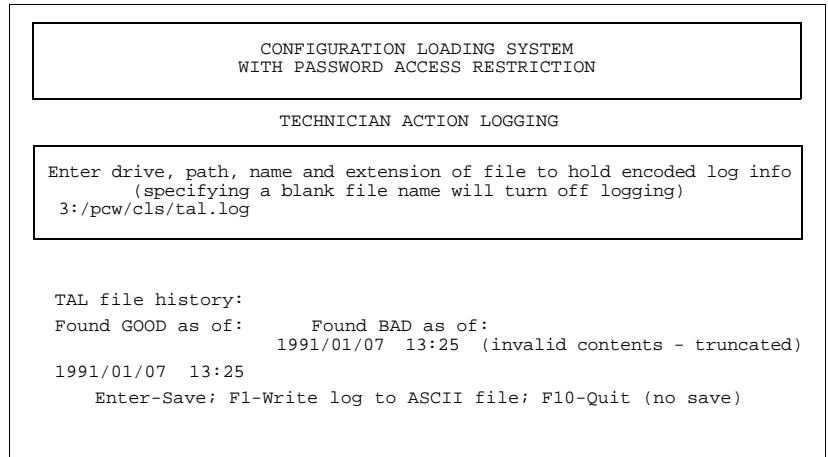 CONFIGURATION LOADING SYSTEM
WITH PASSWORD ACCESS RESTRICTION
TECHNICIAN ACTION LOGGING
Enter drive, path, name and extension of file to hold encoded log info
(specifying a blank file name will turn off logging)
3:/pcw/cls/tal.log
TAL file history:
Found GOOD as of: Found BAD as of:
1991/01/07 13:25 (invalid contents - truncated)
1991/01/07 13:25
Enter-Save; F1-Write log to ASCII file; F10-Quit (no save)